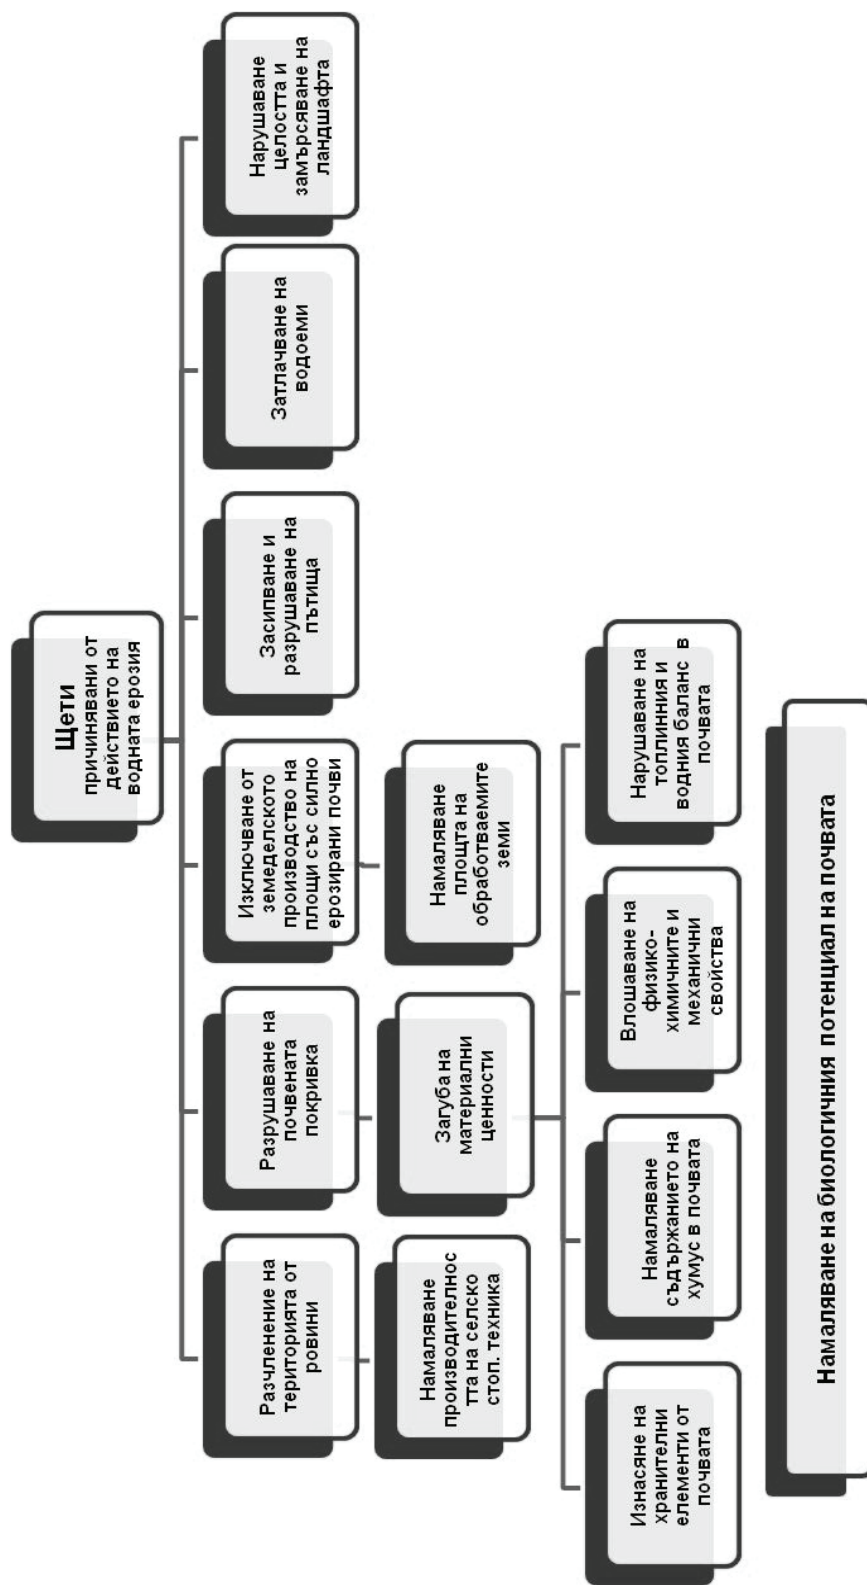 Щети
причинявани от
действието на
водната ерозия
Разчленение на
територията от
ровини
Разрушаване на
почвената
покривка
Изключване от
земеделското
производство на
площи със силно
ерозирани почви
Засипване и
разрушаване на
пътища
Затлачване на
водоеми
Нарушаване
целостта и
замърсяване на
ландшафта
Намаляване
производителнос
тта на селско
стоп. техника
Загуба на
материални
ценности
Намаляване
площта на
обработваемите
земи
Изнасяне на
хранителни
елементи от
почвата
Намаляване
съдържанието на
хумус в почвата
Влошаване на
физико-
химичните и
механични
свойства
Нарушаване на
топлинния и
водния баланс в
почвата
Намаляване на биологичния потенциал на почвата